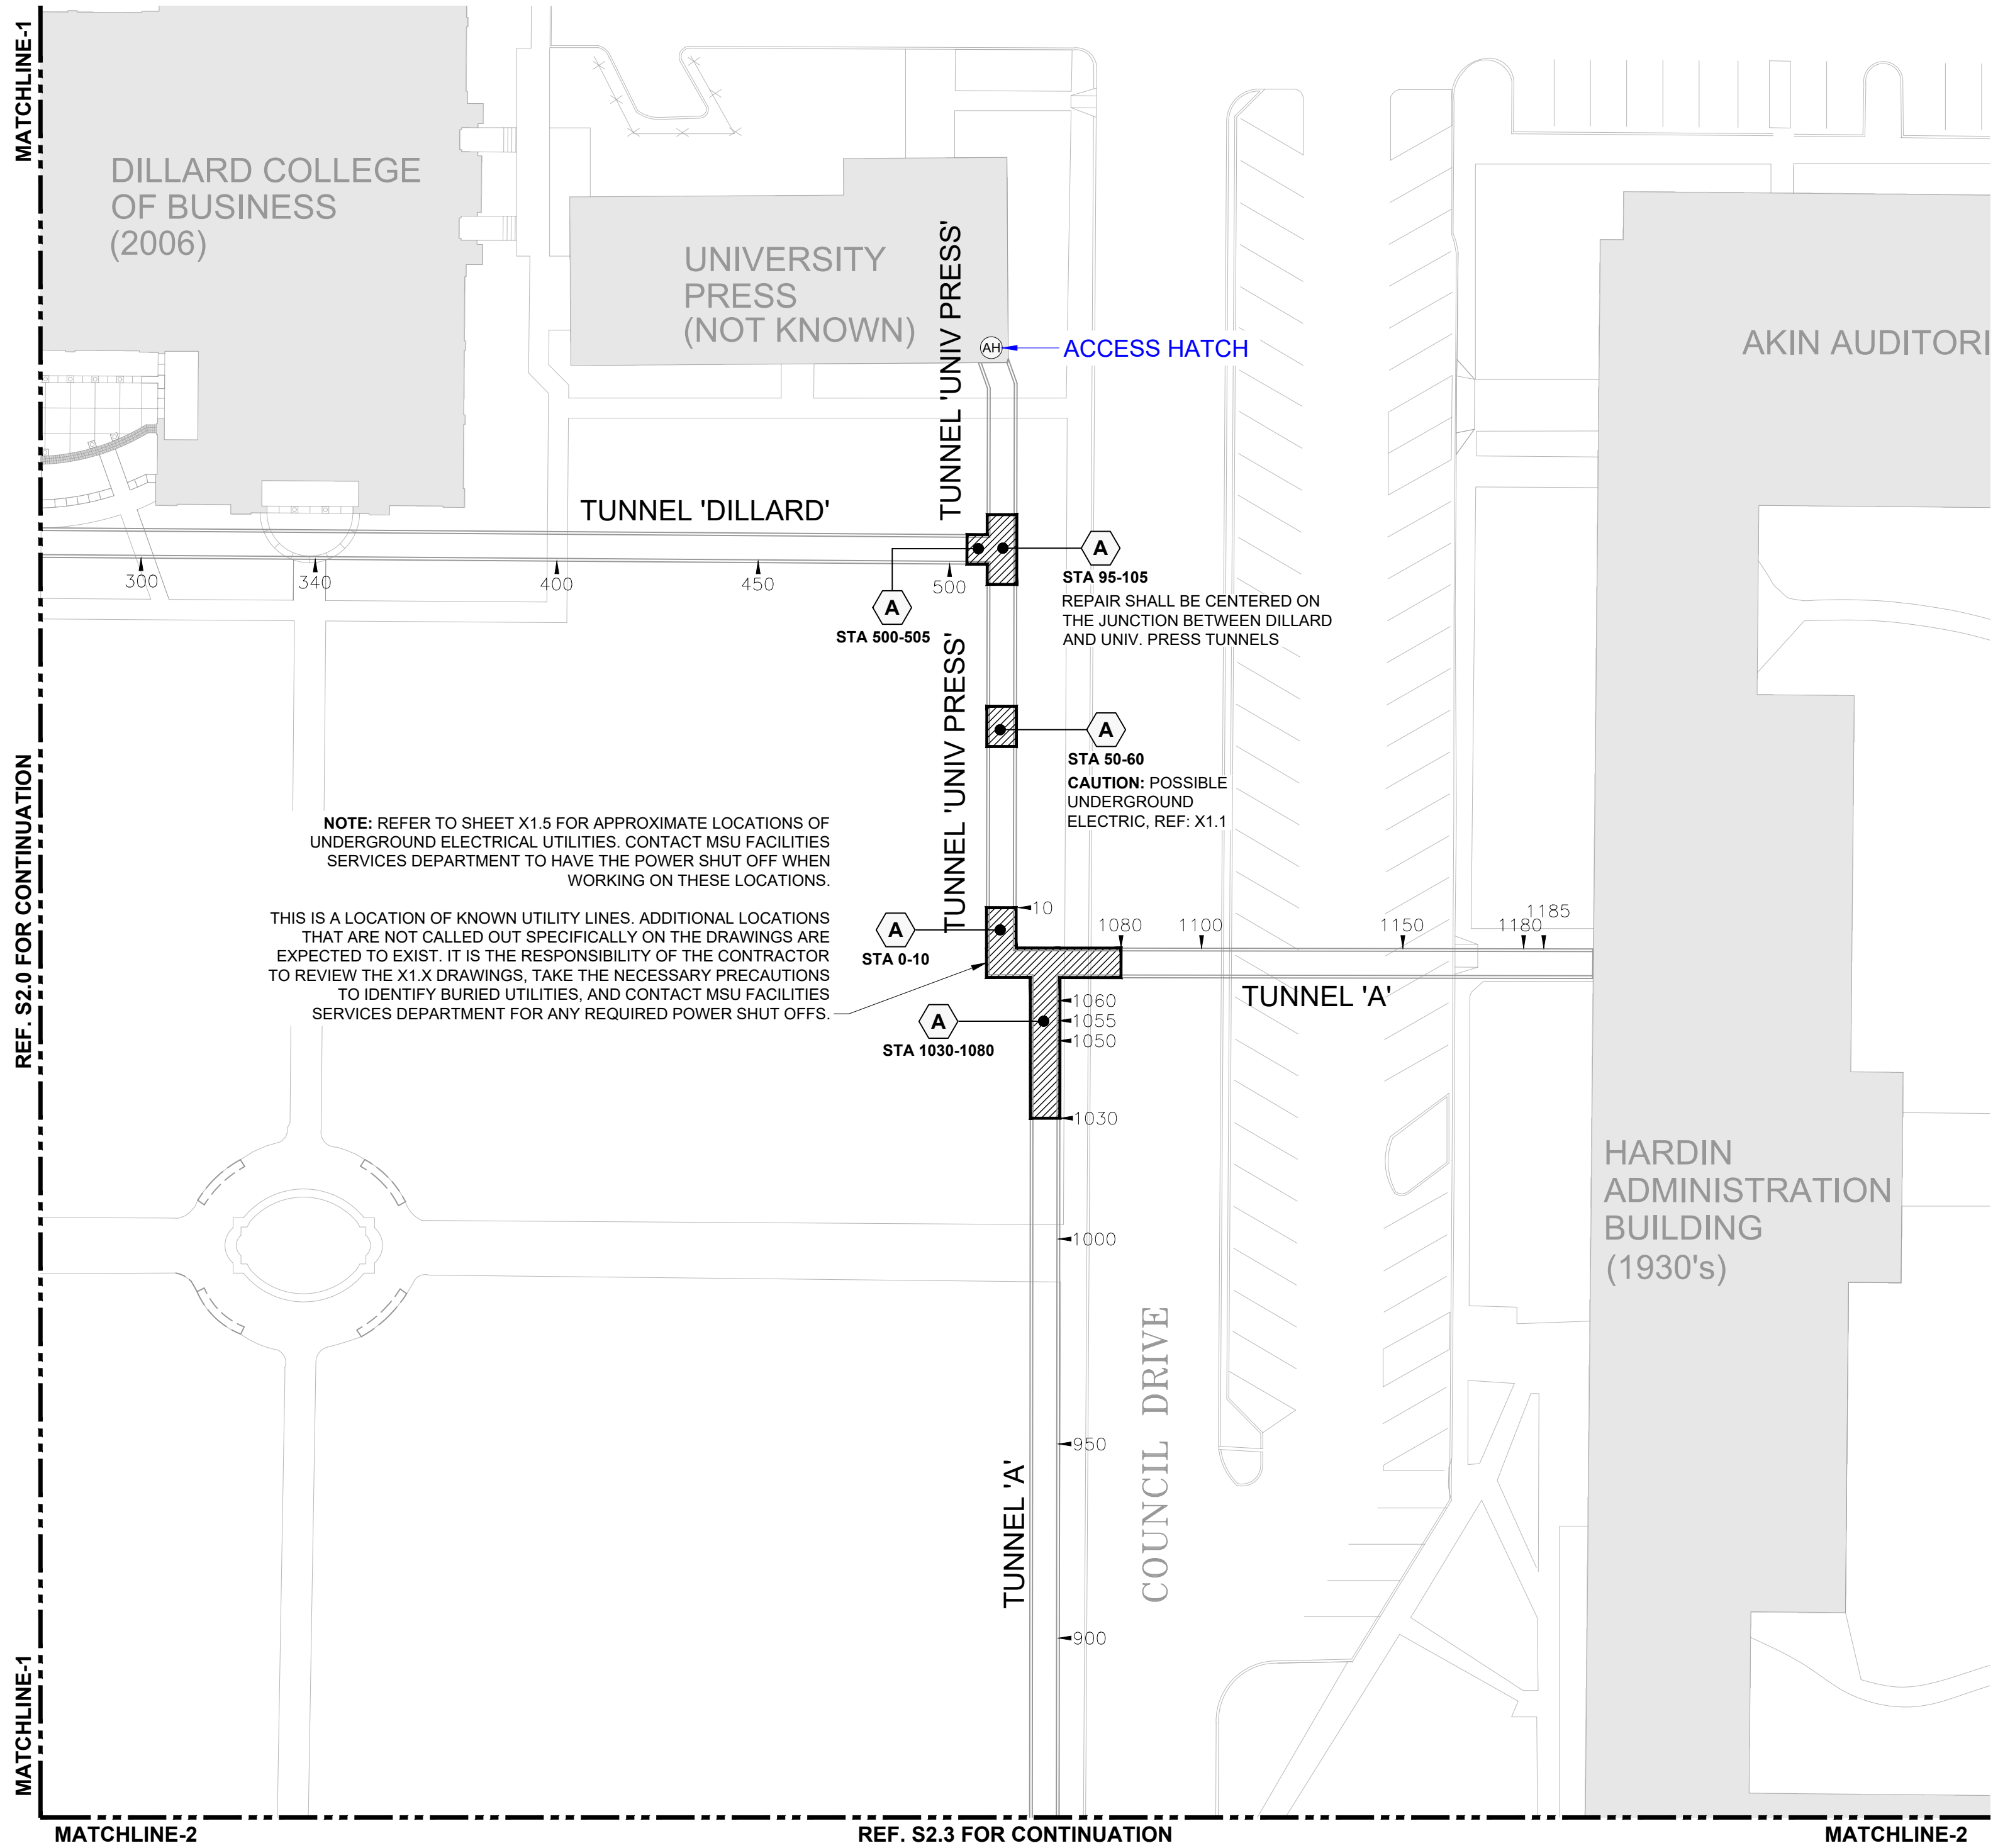 MATCHLINE-1
DILLARD COLLEGE
OF BUSINESS
(2006)
UNIVERSITY
PRESS
(NOT KNOWN)
TUNNEL 'UNIV PRESS'
AH
ACCESS HATCH
AKIN AUDITORI
TUNNEL 'DILLARD'
300
340
400
450
500
A
STA 500-505
A
STA 95-105
REPAIR SHALL BE CENTERED ON
THE JUNCTION BETWEEN DILLARD
AND UNIV. PRESS TUNNELS
TUNNEL 'UNIV PRESS'
A
STA 50-60
CAUTION: POSSIBLE
UNDERGROUND
ELECTRIC, REF: X1.1
REF. S2.0 FOR CONTINUATION
NOTE: REFER TO SHEET X1.5 FOR APPROXIMATE LOCATIONS OF
UNDERGROUND ELECTRICAL UTILITIES. CONTACT MSU FACILITIES
SERVICES DEPARTMENT TO HAVE THE POWER SHUT OFF WHEN
WORKING ON THESE LOCATIONS.
THIS IS A LOCATION OF KNOWN UTILITY LINES. ADDITIONAL LOCATIONS
THAT ARE NOT CALLED OUT SPECIFICALLY ON THE DRAWINGS ARE
EXPECTED TO EXIST. IT IS THE RESPONSIBILITY OF THE CONTRACTOR
TO REVIEW THE X1.X DRAWINGS, TAKE THE NECESSARY PRECAUTIONS
TO IDENTIFY BURIED UTILITIES, AND CONTACT MSU FACILITIES
SERVICES DEPARTMENT FOR ANY REQUIRED POWER SHUT OFFS.
A
STA 0-10
10
1080
1100
1150
1180
1185
TUNNEL 'A'
A
STA 1030-1080
1060
1055
1050
1030
1000
950
900
HARDIN
ADMINISTRATION
BUILDING
(1930's)
COUNCIL DRIVE
TUNNEL 'A'
MATCHLINE-1
MATCHLINE-2
REF. S2.3 FOR CONTINUATION
MATCHLINE-2